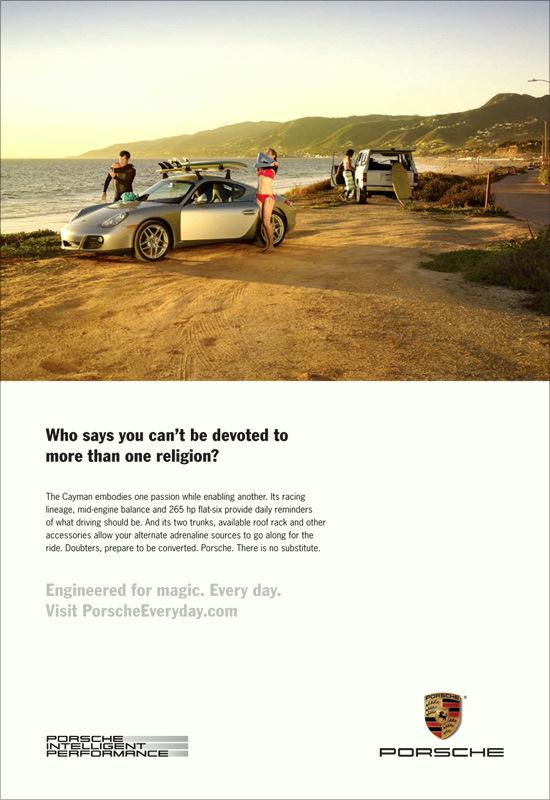 Who says you can't be devoted to
more than one religion?
The Cayman embodies one passion while enabling another. Its racing
lineage, mid-engine balance and 265 hp flat-six provide daily reminders
of what driving should be. And its two trunks, available roof rack and other
accessories allow your alternate adrenaline sources to go along for the
ride. Doubters, prepare to be converted. Porsche. There is no substitute.
Engineered for magic. Every day.
Visit PorscheEveryday.com
PORSCHE
INTELLIGENT
PERFORMANCE
PORSCHE
®
PORSCHE